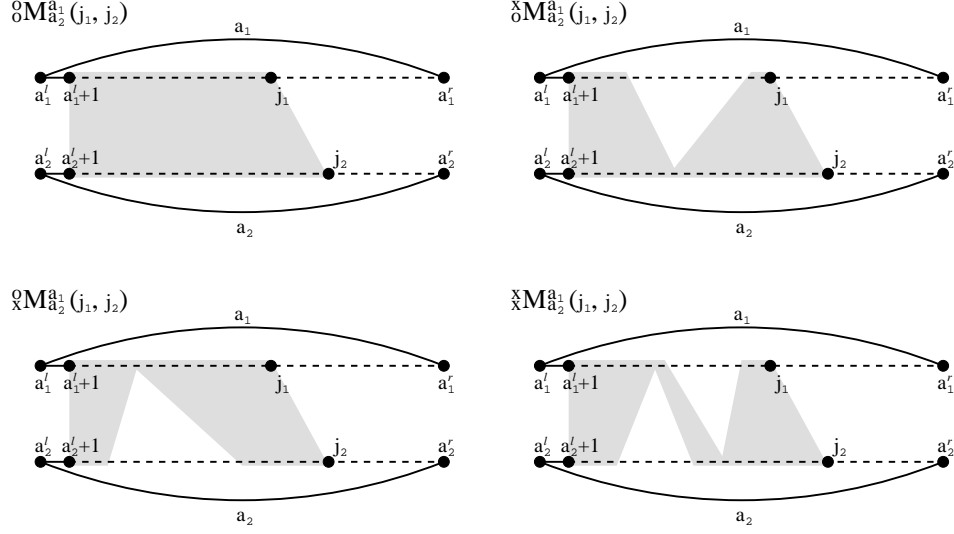 ᴼₒMᵃ¹ₐ₂(j₁, j₂) ˣₒMᵃ¹ₐ₂(j₁, j₂)
a₁ a₁
a₁ˡ a₁ˡ+1 j₁ a₁ʳ a₁ˡ a₁ˡ+1 j₁ a₁ʳ
a₂ˡ a₂ˡ+1 j₂ a₂ʳ a₂ˡ a₂ˡ+1 j₂ a₂ʳ
a₂ a₂
ᴼₓMᵃ¹ₐ₂(j₁, j₂) ˣₓMᵃ¹ₐ₂(j₁, j₂)
a₁ a₁
a₁ˡ a₁ˡ+1 j₁ a₁ʳ a₁ˡ a₁ˡ+1 j₁ a₁ʳ
a₂ˡ a₂ˡ+1 j₂ a₂ʳ a₂ˡ a₂ˡ+1 j₂ a₂ʳ
a₂ a₂